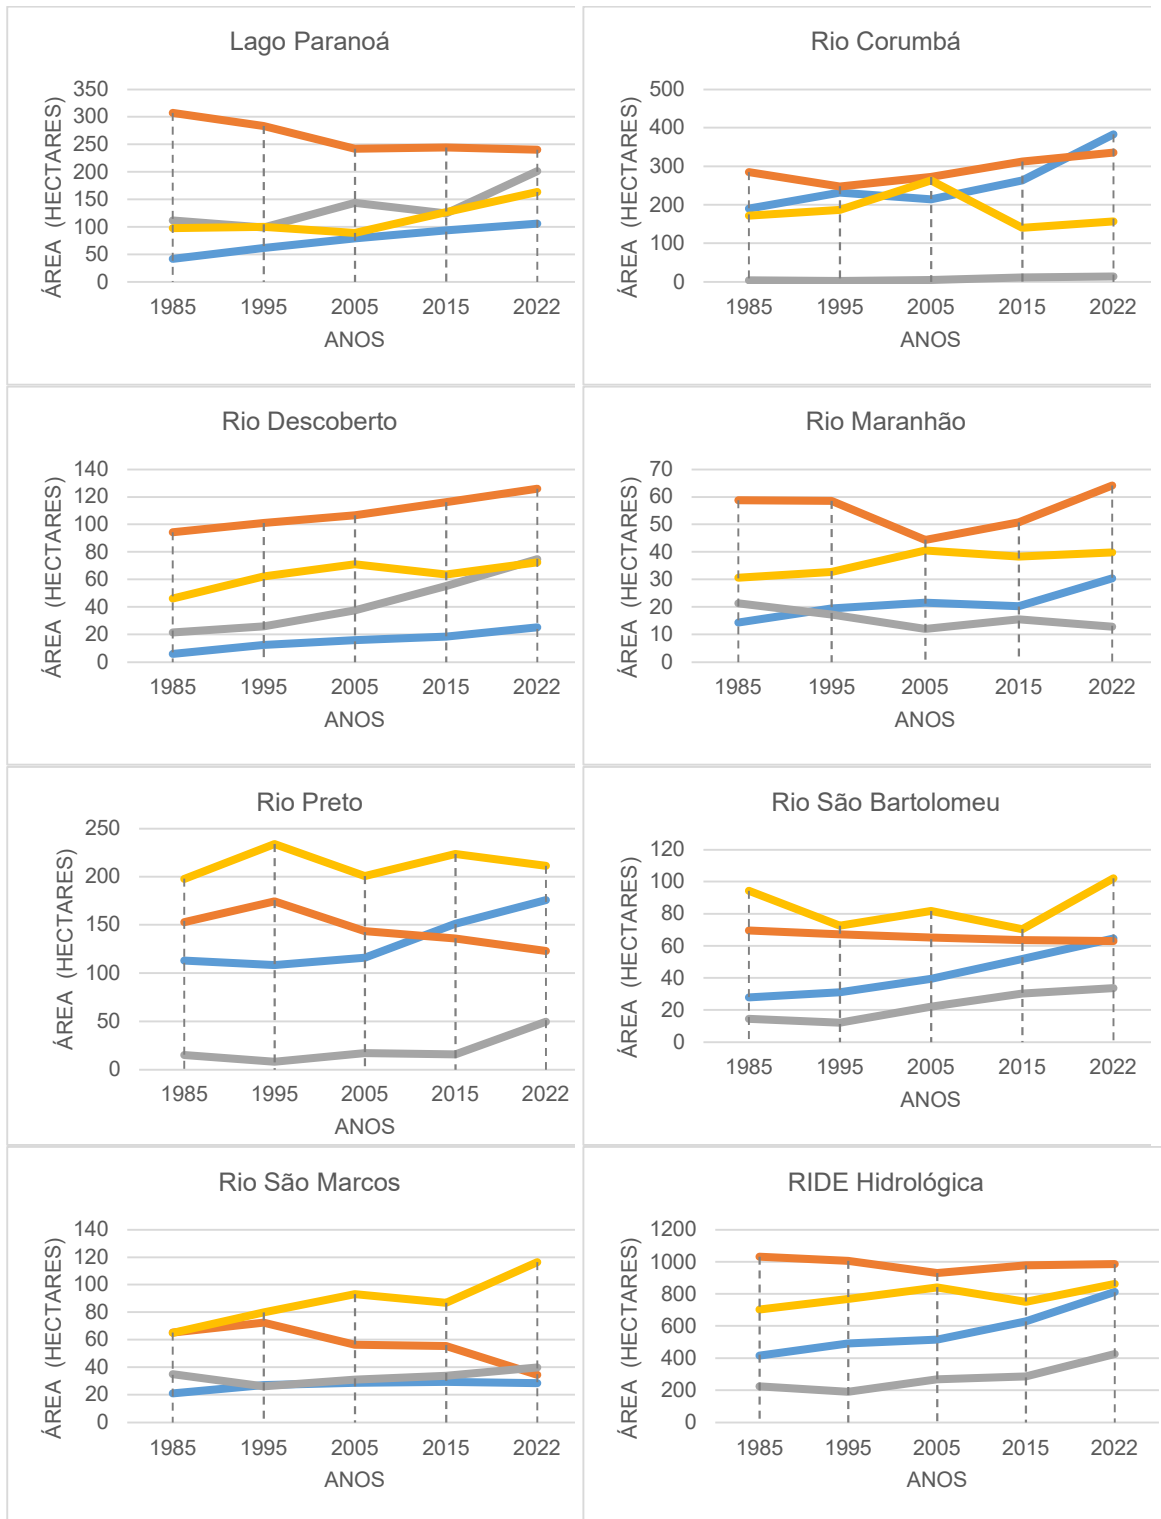 Lago Paranoá
ÁREA (HECTARES)
350
300
250
200
150
100
50
0
1985 1995 2005 2015 2022
ANOS
Rio Corumbá
ÁREA (HECTARES)
500
400
300
200
100
0
1985 1995 2005 2015 2022
ANOS
Rio Descoberto
ÁREA (HECTARES)
140
120
100
80
60
40
20
0
1985 1995 2005 2015 2022
ANOS
Rio Maranhão
ÁREA (HECTARES)
70
60
50
40
30
20
10
0
1985 1995 2005 2015 2022
ANOS
Rio Preto
ÁREA (HECTARES)
250
200
150
100
50
0
1985 1995 2005 2015 2022
ANOS
Rio São Bartolomeu
ÁREA (HECTARES)
120
100
80
60
40
20
0
1985 1995 2005 2015 2022
ANOS
Rio São Marcos
ÁREA (HECTARES)
140
120
100
80
60
40
20
0
1985 1995 2005 2015 2022
ANOS
RIDE Hidrológica
ÁREA (HECTARES)
1200
1000
800
600
400
200
0
1985 1995 2005 2015 2022
ANOS